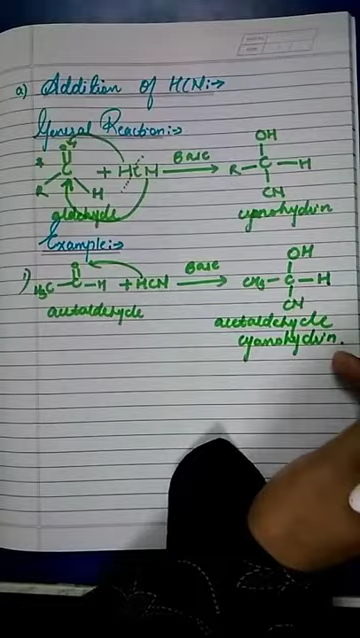 a) Addition of HCN:→
General Reaction:→
O
R-C-H + HCN Base → OH
R-C-H
CN
aldehyde
cyanohydrin
Example:→
i) H3C-C-H + HCN Base → OH
O
CH3-C-H
CN
acetaldehyde
acetaldehyde
cyanohydrin.